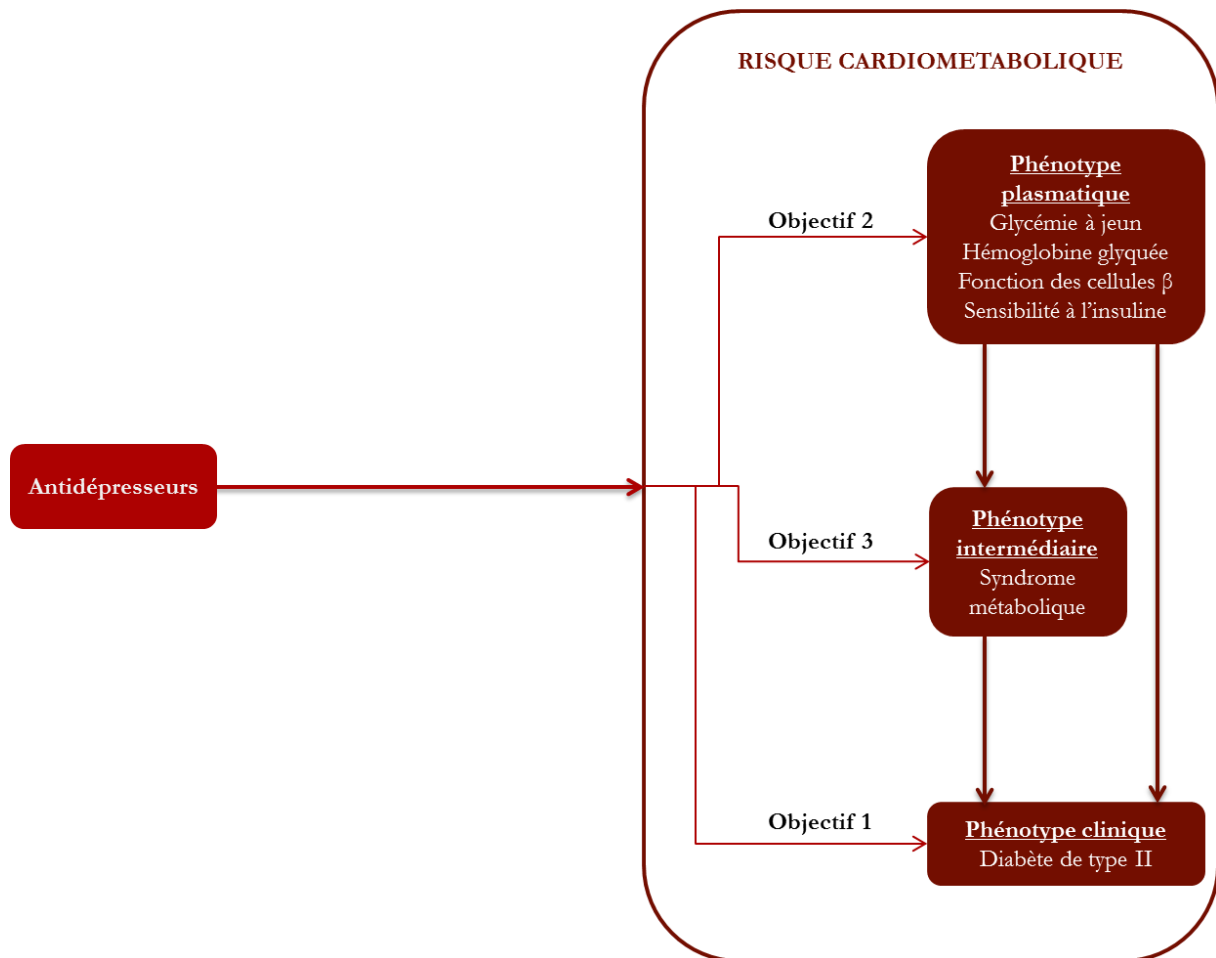 RISQUE CARDIOMETABOLIQUE
Phénotype
plasmatique
Glycémie à jeun
Hémoglobine glyquée
Fonction des cellules β
Sensibilité à l’insuline
Objectif 2
Antidépresseurs
Objectif 3
Phénotype
intermédiaire
Syndrome
métabolique
Objectif 1
Phénotype clinique
Diabète de type II